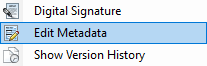 Digital Signature
Edit Metadata
Show Version History